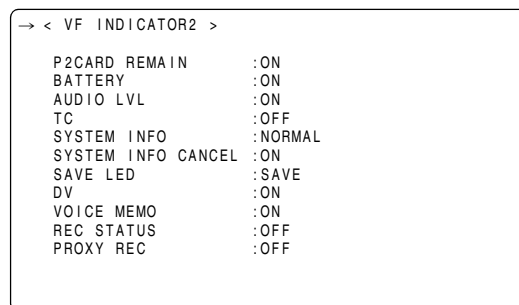 → < VF INDICATOR2 >
P2CARD REMAIN :ON
BATTERY :ON
AUDIO LVL :ON
TC :OFF
SYSTEM INFO :NORMAL
SYSTEM INFO CANCEL :ON
SAVE LED :SAVE
DV :ON
VOICE MEMO :ON
REC STATUS :OFF
PROXY REC :OFF